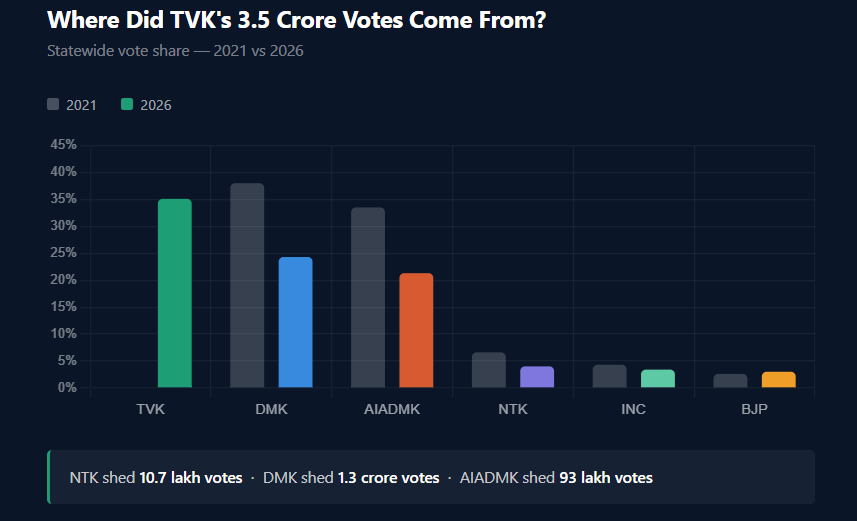 Where Did TVK's 3.5 Crore Votes Come From?
Statewide vote share — 2021 vs 2026
2021 2026
45%
40%
35%
30%
25%
20%
15%
10%
5%
0%
TVK DMK AIADMK NTK INC BJP
NTK shed 10.7 lakh votes · DMK shed 1.3 crore votes · AIADMK shed 93 lakh votes